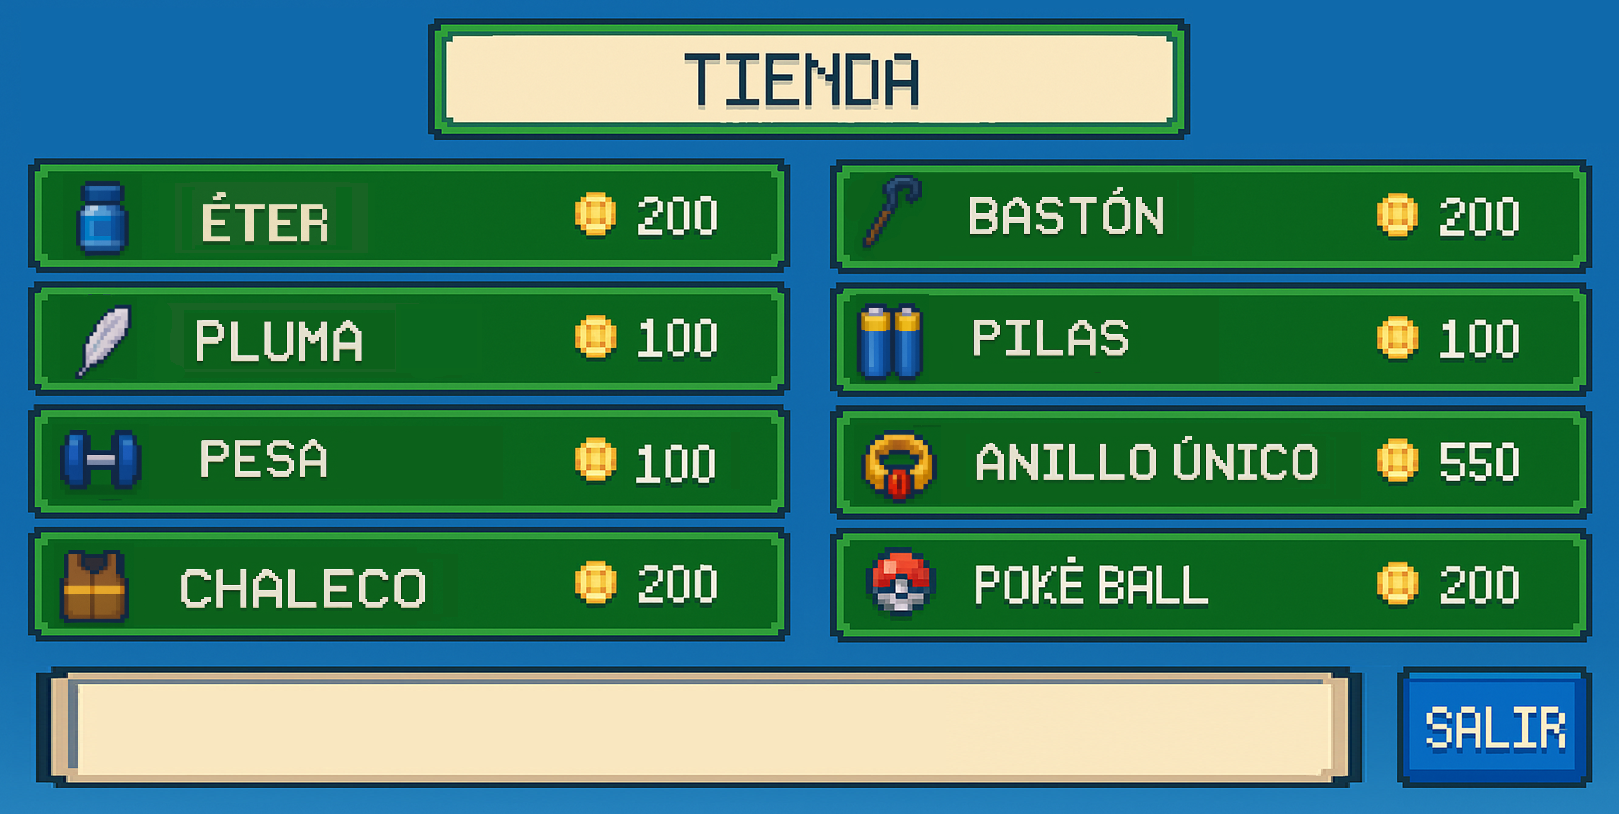 TIENDA
ÉTER 200
BASTÓN 200
PLUMA 100
PILAS 100
PESA 100
ANILLO ÚNICO 550
CHALECO 200
POKÉ BALL 200
SALIR